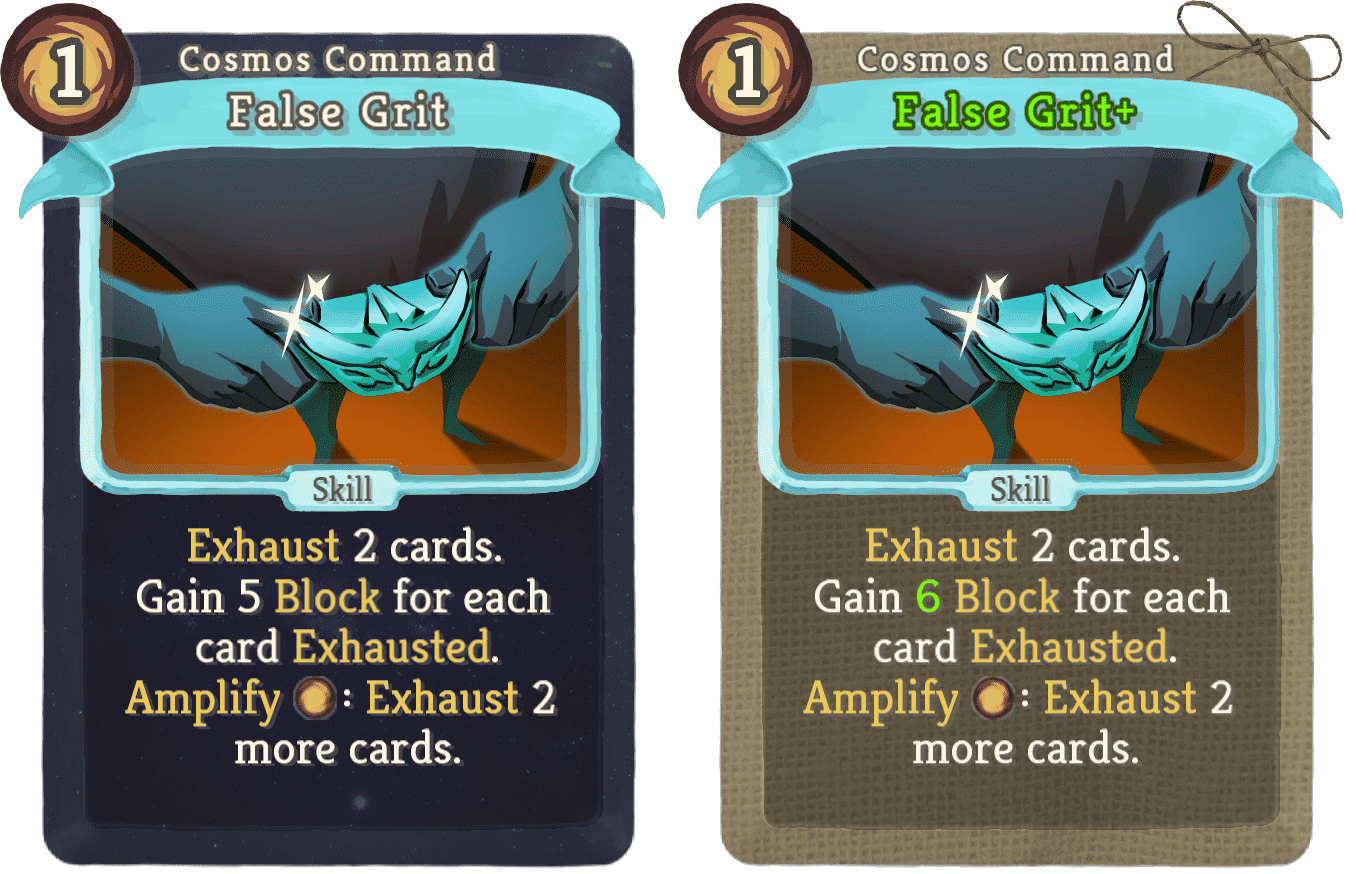 1
Cosmos Command
False Grit
Skill
Exhaust 2 cards.
Gain 5 Block for each
card Exhausted.
Amplify : Exhaust 2
more cards.
1
Cosmos Command
False Grit+
Skill
Exhaust 2 cards.
Gain 6 Block for each
card Exhausted.
Amplify : Exhaust 2
more cards.